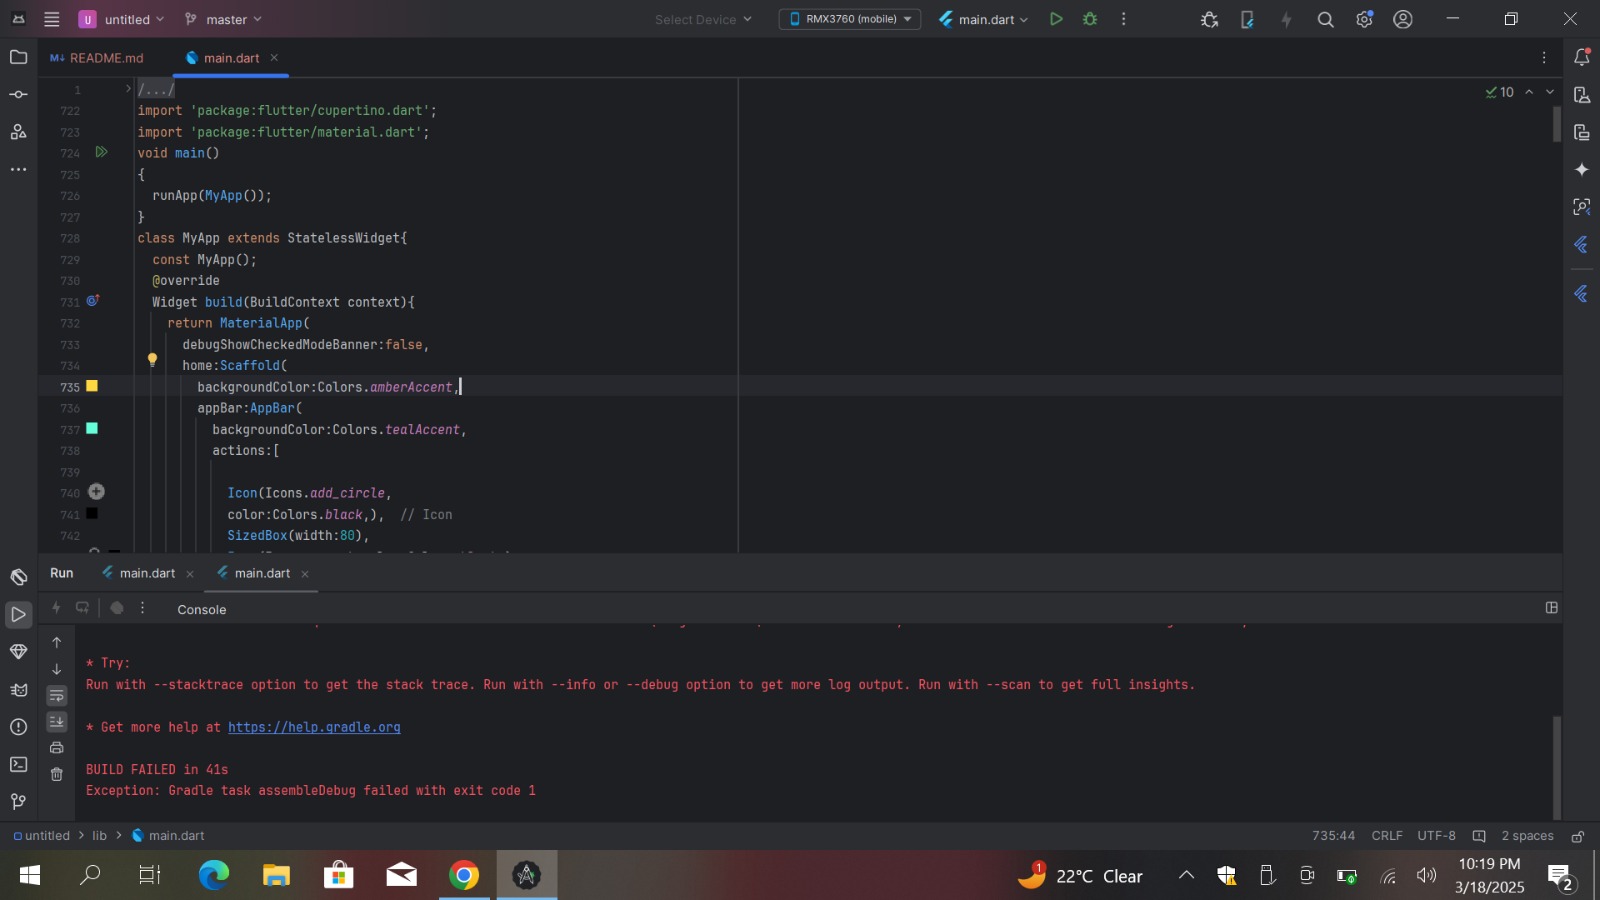 U untitled master Select Device RMX3760 (mobile) main.dart
M↓ README.md main.dart
1 /.../ 10
722 import 'package:flutter/cupertino.dart';
723 import 'package:flutter/material.dart';
724 void main()
725 {
726 runApp(MyApp());
727 }
728 class MyApp extends StatelessWidget{
729 const MyApp();
730 @override
731 Widget build(BuildContext context){
732 return MaterialApp(
733 debugShowCheckedModeBanner:false,
734 home:Scaffold(
735 backgroundColor:Colors.amberAccent,
736 appBar:AppBar(
737 backgroundColor:Colors.tealAccent,
738 actions:[
739
740 Icon(Icons.add_circle,
741 color:Colors.black,), // Icon
742 SizedBox(width:80),
Run main.dart main.dart
Console
* Try:
Run with --stacktrace option to get the stack trace. Run with --info or --debug option to get more log output. Run with --scan to get full insights.
* Get more help at https://help.gradle.org
BUILD FAILED in 41s
Exception: Gradle task assembleDebug failed with exit code 1
untitled > lib > main.dart 735:44 CRLF UTF-8 2 spaces
1 22°C Clear 10:19 PM
3/18/2025 2